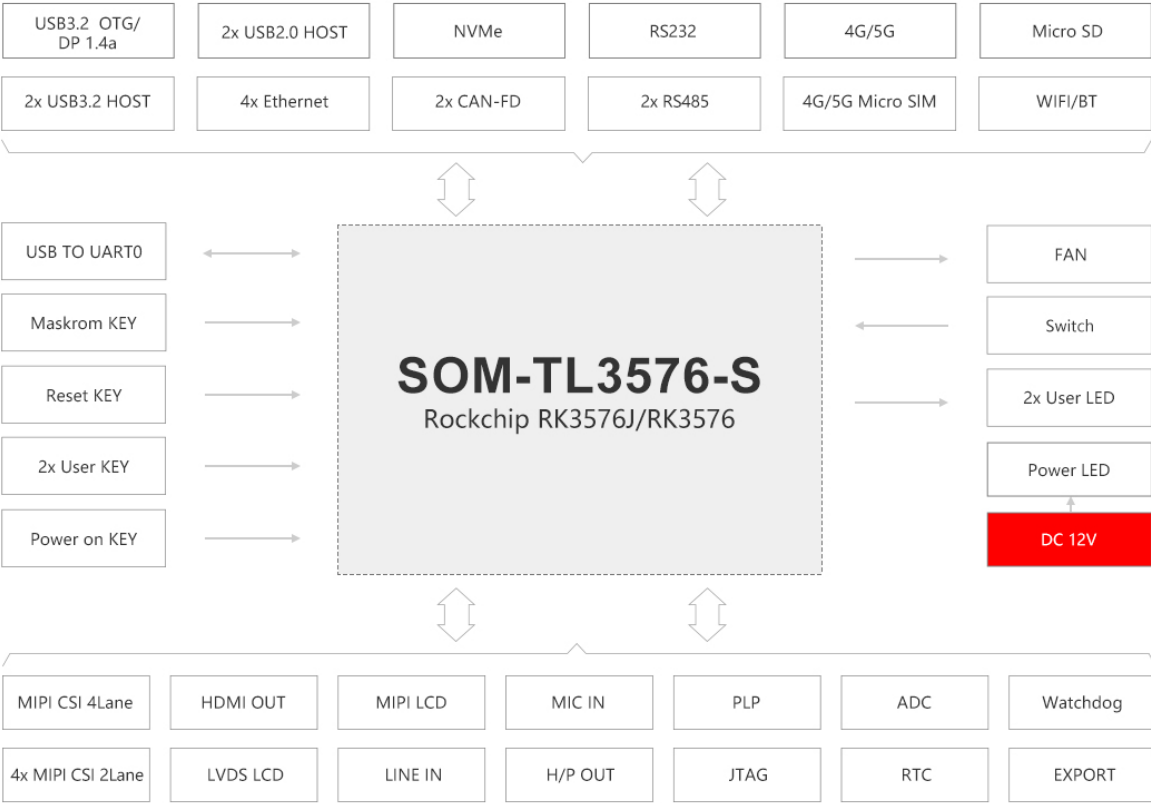 USB3.2 OTG/
DP 1.4a
2x USB2.0 HOST
NVMe
RS232
4G/5G
Micro SD
2x USB3.2 HOST
4x Ethernet
2x CAN-FD
2x RS485
4G/5G Micro SIM
WIFI/BT
USB TO UART0
Maskrom KEY
Reset KEY
2x User KEY
Power on KEY
SOM-TL3576-S
Rockchip RK3576J/RK3576
FAN
Switch
2x User LED
Power LED
DC 12V
MIPI CSI 4Lane
HDMI OUT
MIPI LCD
MIC IN
PLP
ADC
Watchdog
4x MIPI CSI 2Lane
LVDS LCD
LINE IN
H/P OUT
JTAG
RTC
EXPORT